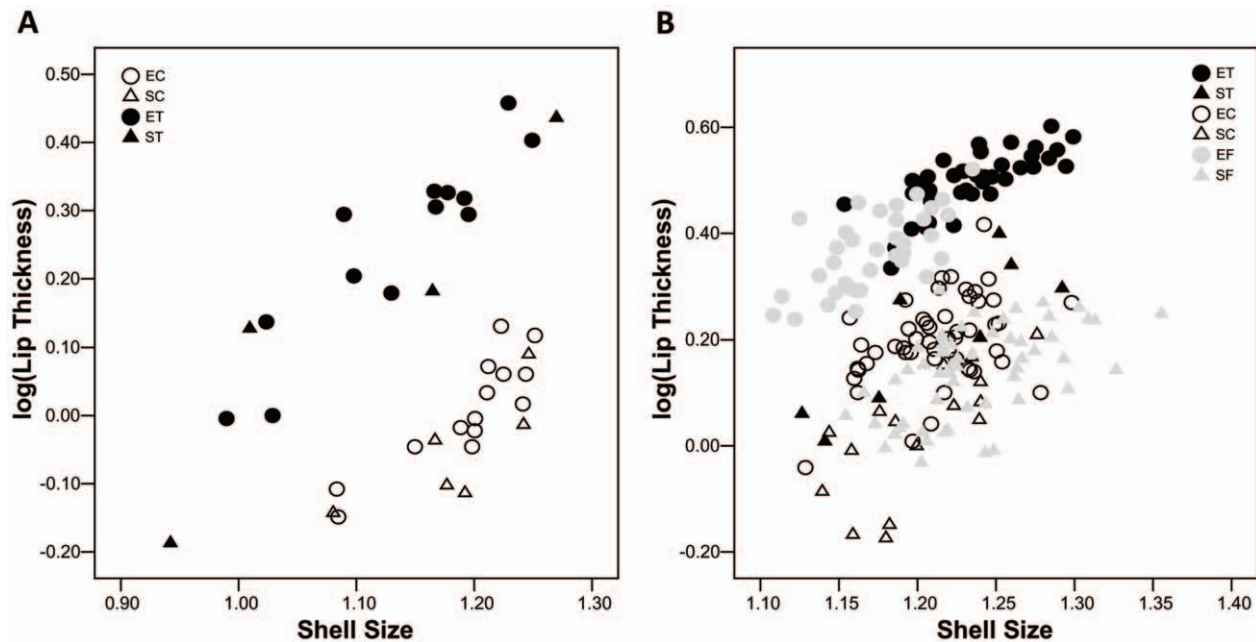 A
log(Lip Thickness)
0.50
0.40
0.30
0.20
0.10
0.00
-0.10
-0.20
EC
SC
ET
ST
0.90 1.00 1.10 1.20 1.30
Shell Size
B
log(Lip Thickness)
0.60
0.40
0.20
0.00
-0.20
ET
ST
EC
SC
EF
SF
1.10 1.15 1.20 1.25 1.30 1.35 1.40
Shell Size